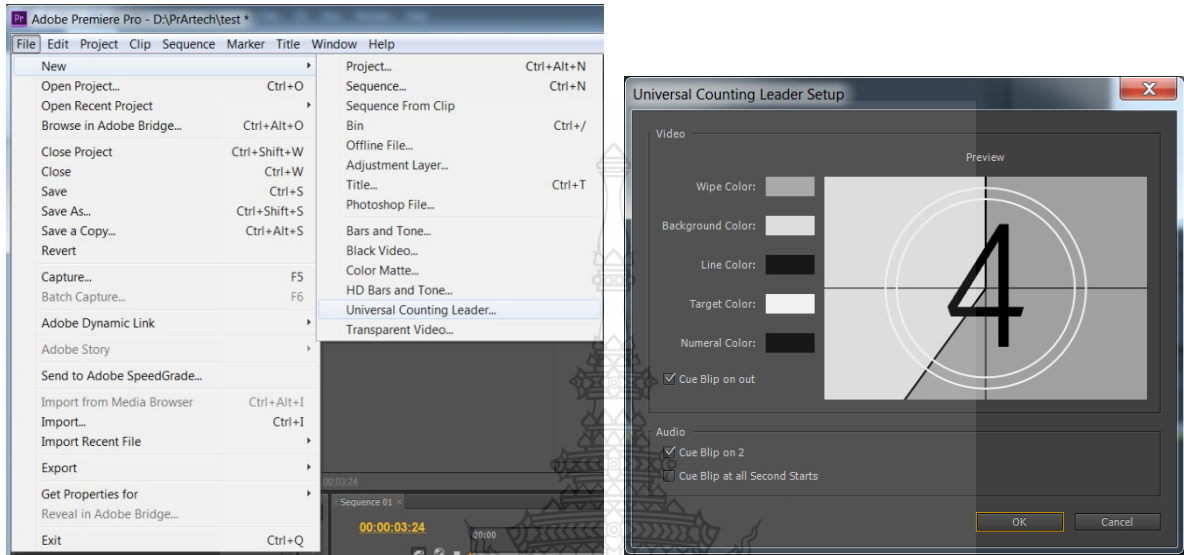 Pr Adobe Premiere Pro - D:\PrArtech\test *
File Edit Project Clip Sequence Marker Title Window Help
New
Open Project... Ctrl+O
Open Recent Project
Browse in Adobe Bridge... Ctrl+Alt+O
Close Project Ctrl+Shift+W
Close Ctrl+W
Save Ctrl+S
Save As... Ctrl+Shift+S
Save a Copy... Ctrl+Alt+S
Revert
Capture... F5
Batch Capture... F6
Adobe Dynamic Link
Adobe Story
Send to Adobe SpeedGrade...
Import from Media Browser Ctrl+Alt+I
Import... Ctrl+I
Import Recent File
Export
Get Properties for
Reveal in Adobe Bridge...
Exit Ctrl+Q
Project... Ctrl+Alt+N
Sequence... Ctrl+N
Sequence From Clip
Bin Ctrl+/
Offline File...
Adjustment Layer...
Title... Ctrl+T
Photoshop File...
Bars and Tone...
Black Video...
Color Matte...
HD Bars and Tone...
Universal Counting Leader...
Transparent Video...
00:03:24
Sequence 01 ×
00:00:03:24
00:00
Universal Counting Leader Setup
Video
Preview
Wipe Color:
Background Color:
Line Color:
Target Color:
Numeral Color:
Cue Blip on out
4
Audio
Cue Blip on 2
Cue Blip at all Second Starts
OK Cancel